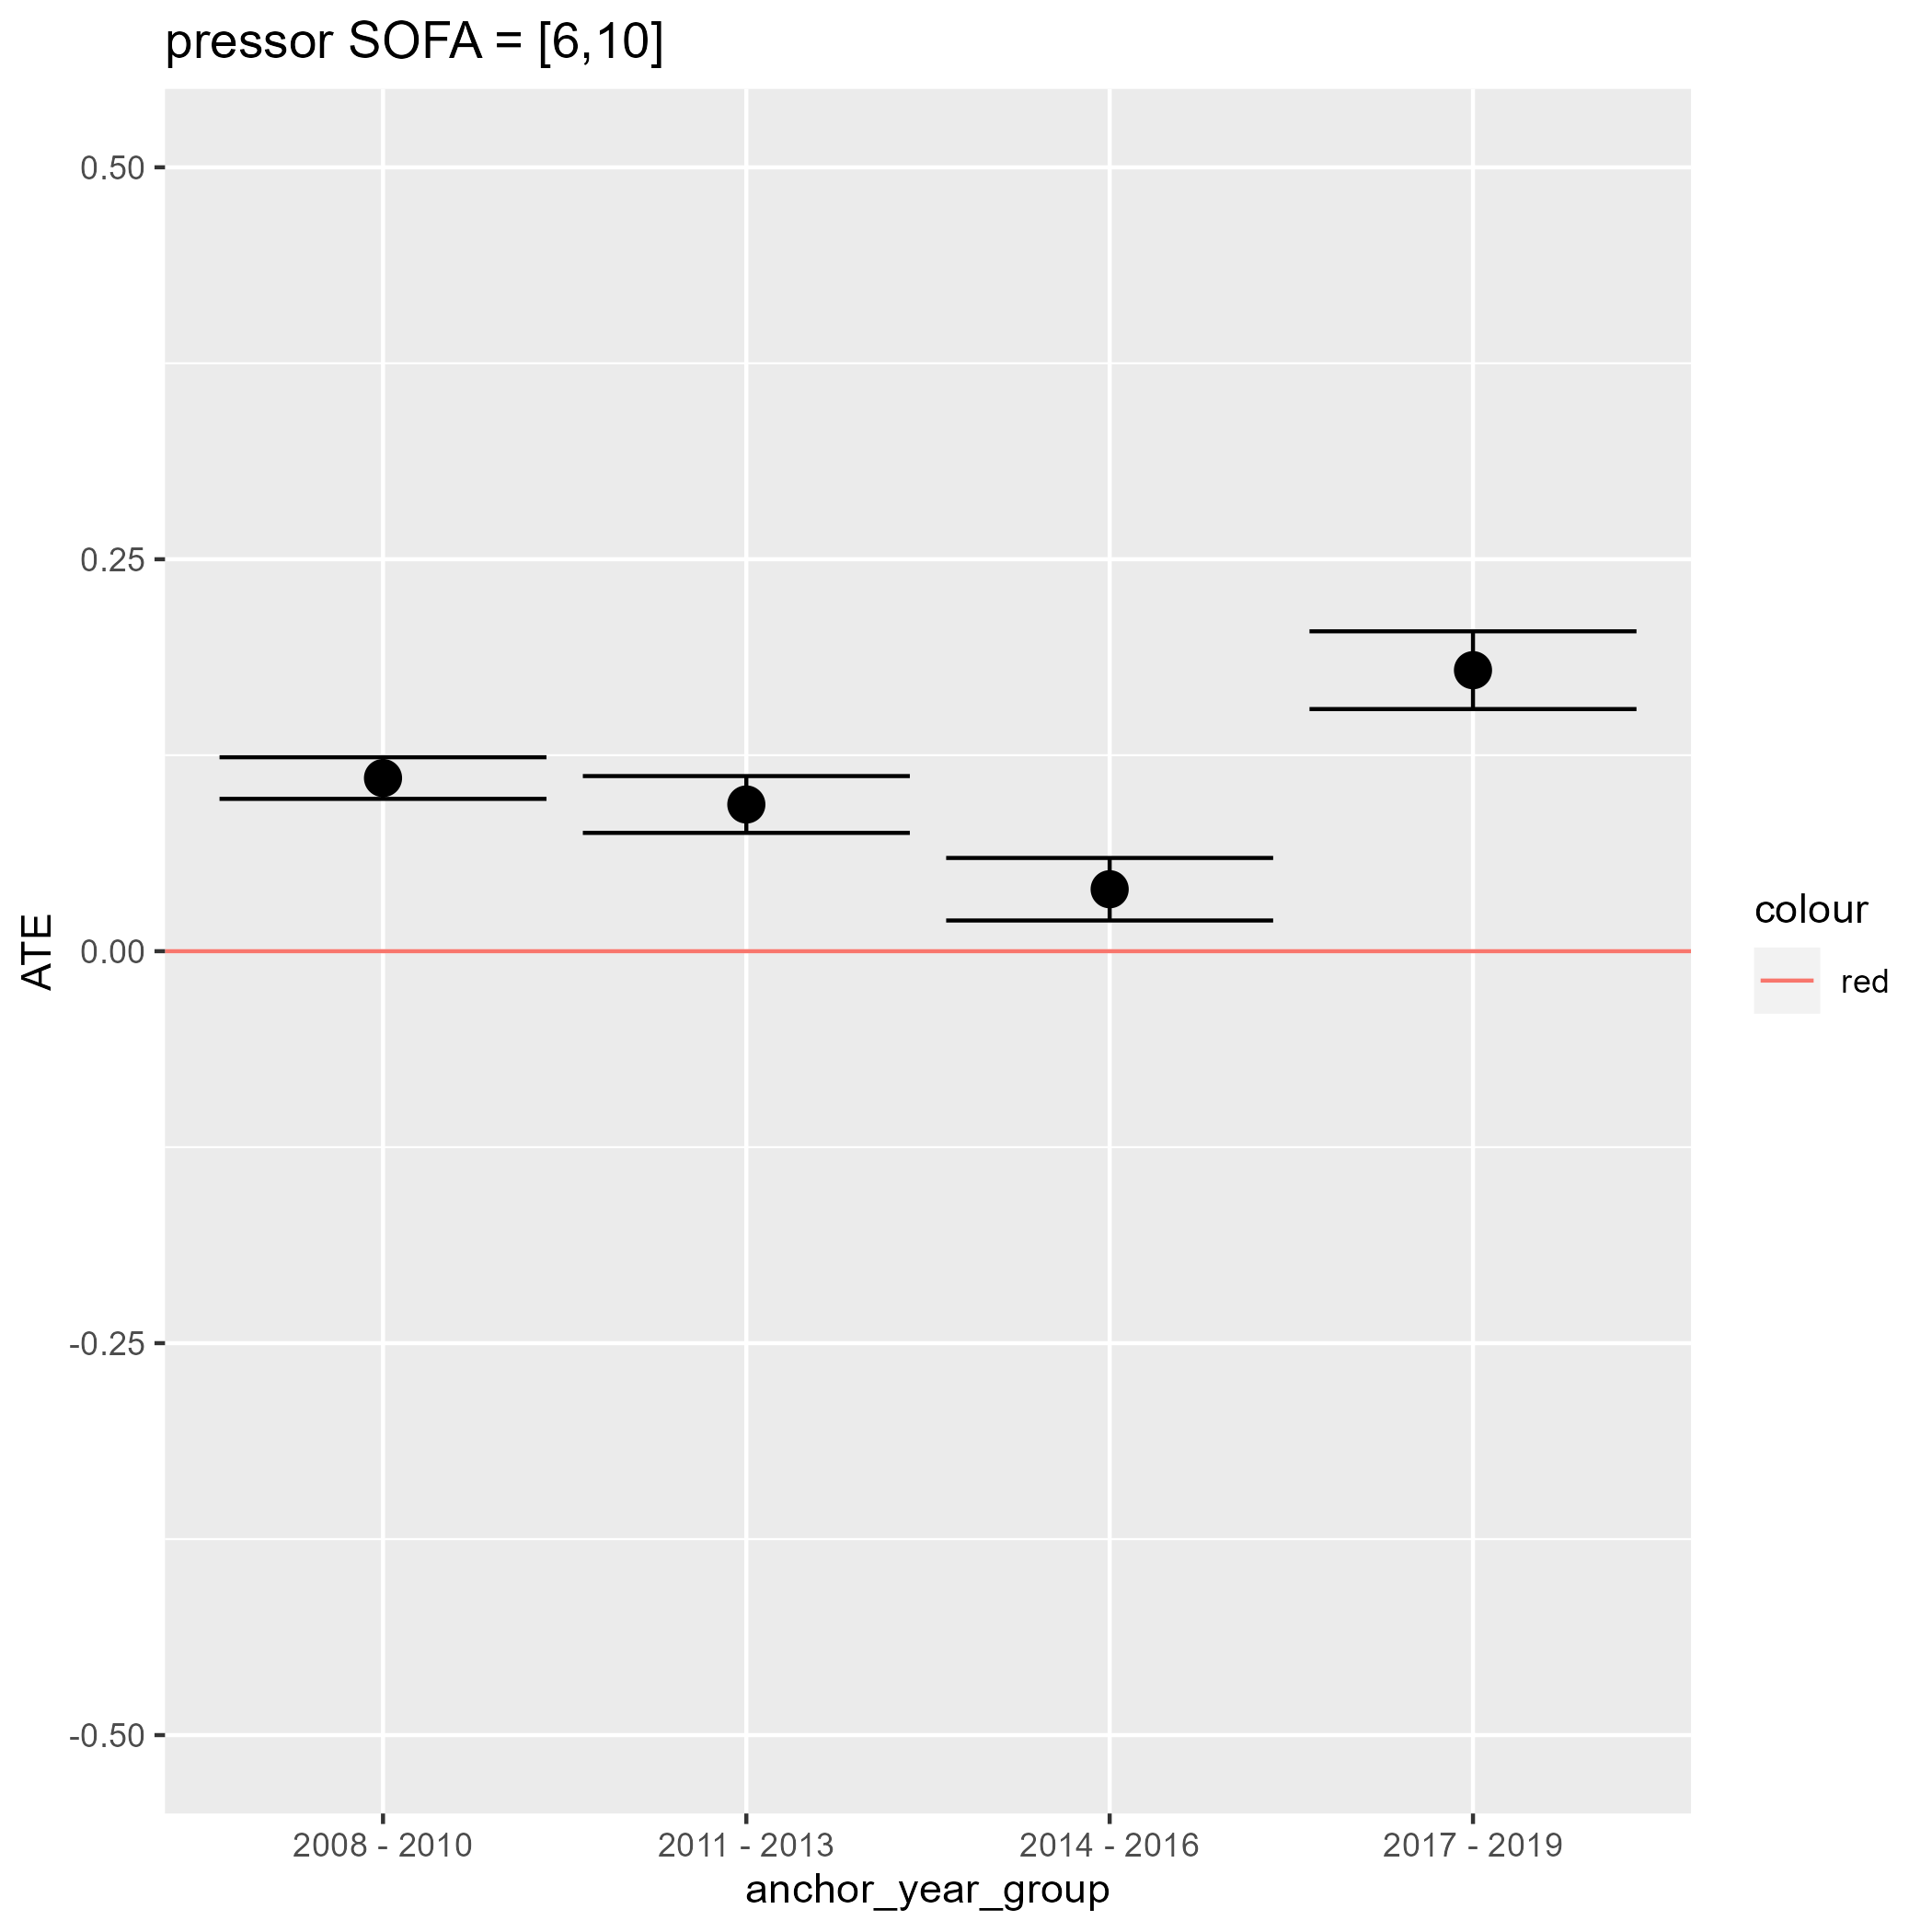 pressor SOFA = [6,10]
0.50
0.25
0.00
-0.25
-0.50
ATE
2008 - 2010
2011 - 2013
2014 - 2016
2017 - 2019
anchor_year_group
colour
red